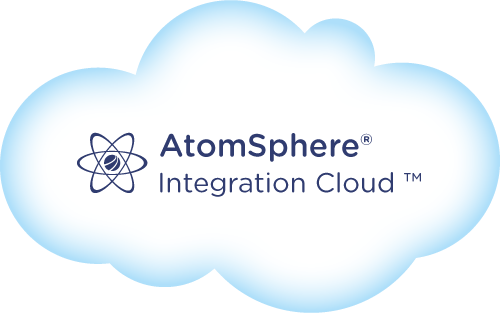 AtomSphere®
Integration Cloud ™